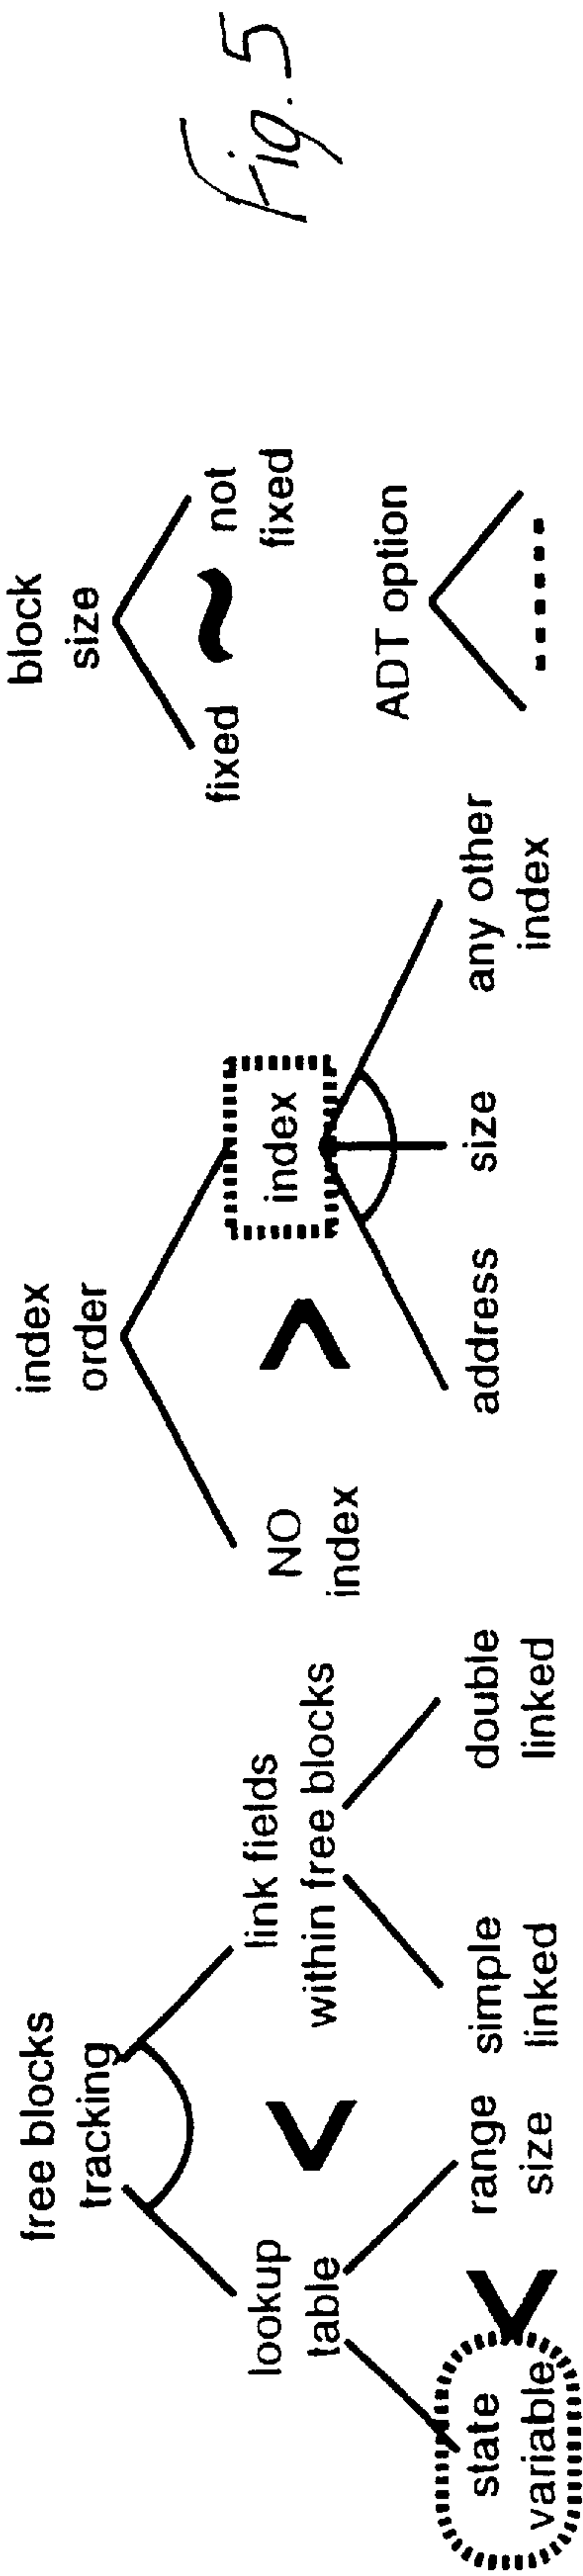 free blocks
tracking
lookup
table
link fields
within free blocks
<
state
variable
<
range
size
simple
linked
double
linked
index
order
NO
index
>
index
address
size
any other
index
block
size
fixed
~
not
fixed
ADT option
Fig. 5